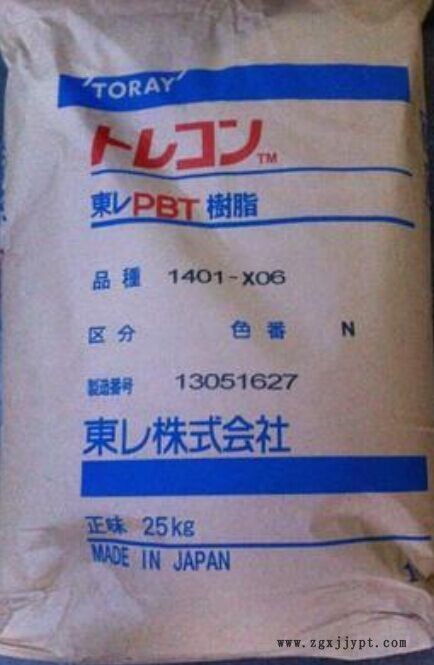 TORAY
トレコン™
東レPBT樹脂
品種 1401-X06
区分 色番 N
製造番号 13051627
東レ株式会社
正味 25kg
MADE IN JAPAN
1
www.zgxjjypt.com